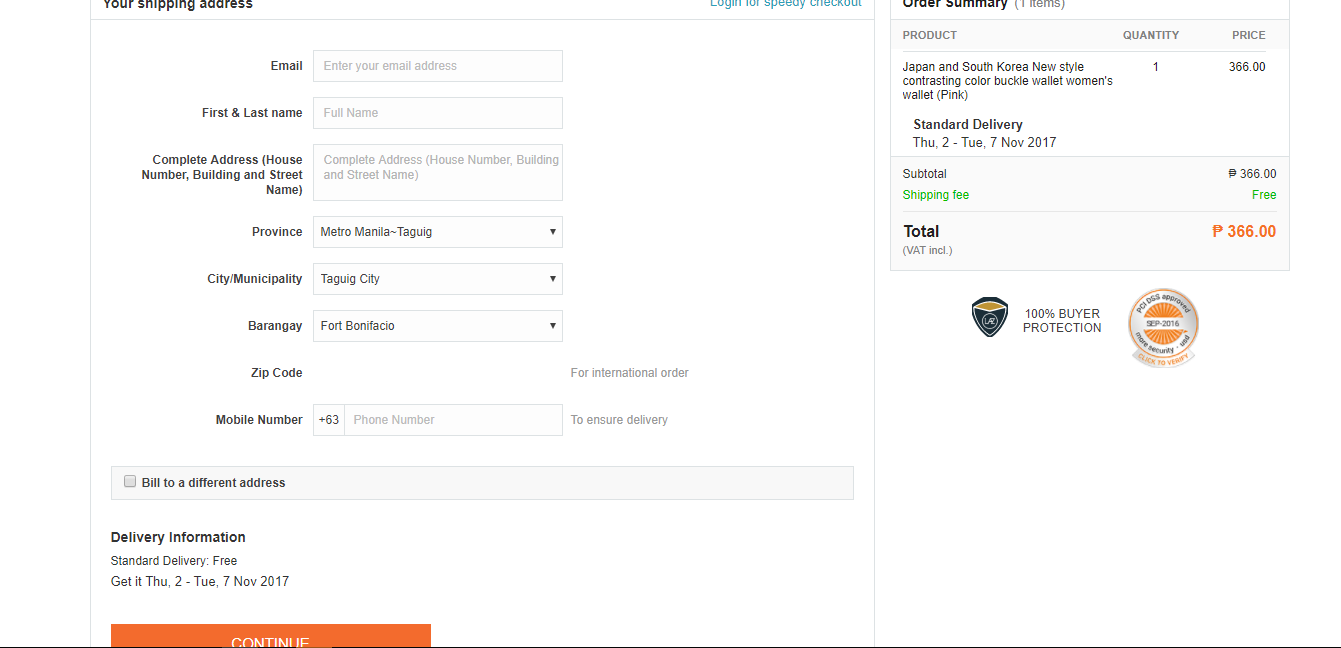 Your shipping address
Login for speedy checkout
Email
Enter your email address
First & Last name
Full Name
Complete Address (House
Number, Building and Street
Name)
Complete Address (House Number, Building
and Street Name)
Province
Metro Manila~Taguig
City/Municipality
Taguig City
Barangay
Fort Bonifacio
Zip Code
For international order
Mobile Number
+63
Phone Number
To ensure delivery
Bill to a different address
Delivery Information
Standard Delivery: Free
Get it Thu, 2 - Tue, 7 Nov 2017
CONTINUE
Order Summary (1 items)
PRODUCT QUANTITY PRICE
Japan and South Korea New style 1 366.00
contrasting color buckle wallet women's
wallet (Pink)
Standard Delivery
Thu, 2 - Tue, 7 Nov 2017
Subtotal ₱ 366.00
Shipping fee Free
Total ₱ 366.00
(VAT incl.)
LAZ
100% BUYER
PROTECTION
PCI DSS approved
SEP-2016
more security - usd
CLICK TO VERIFY